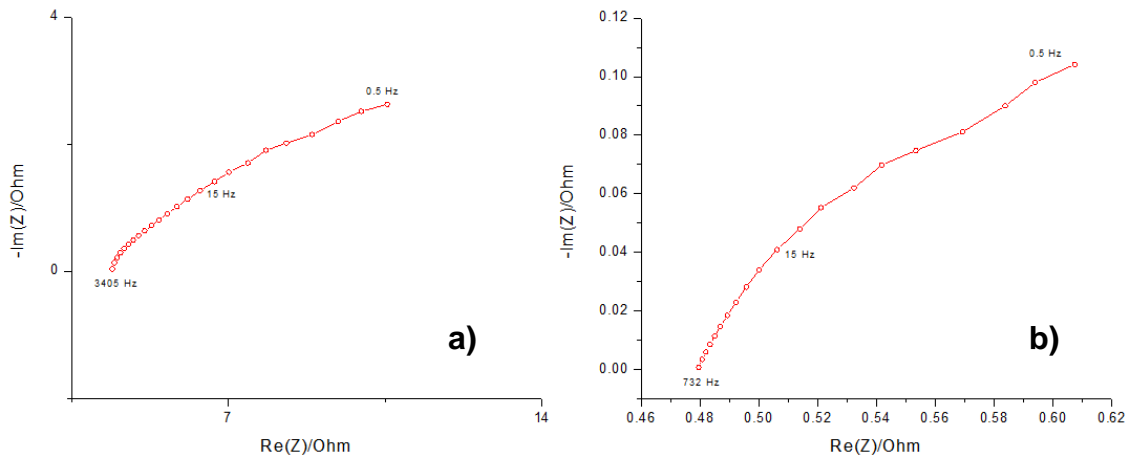 4
0
-Im(Z)/Ohm
0.5 Hz
15 Hz
3405 Hz
a)
7
14
Re(Z)/Ohm
0.12
0.10
0.08
0.06
0.04
0.02
0.00
-Im(Z)/Ohm
0.5 Hz
15 Hz
732 Hz
b)
0.46 0.48 0.50 0.52 0.54 0.56 0.58 0.60 0.62
Re(Z)/Ohm